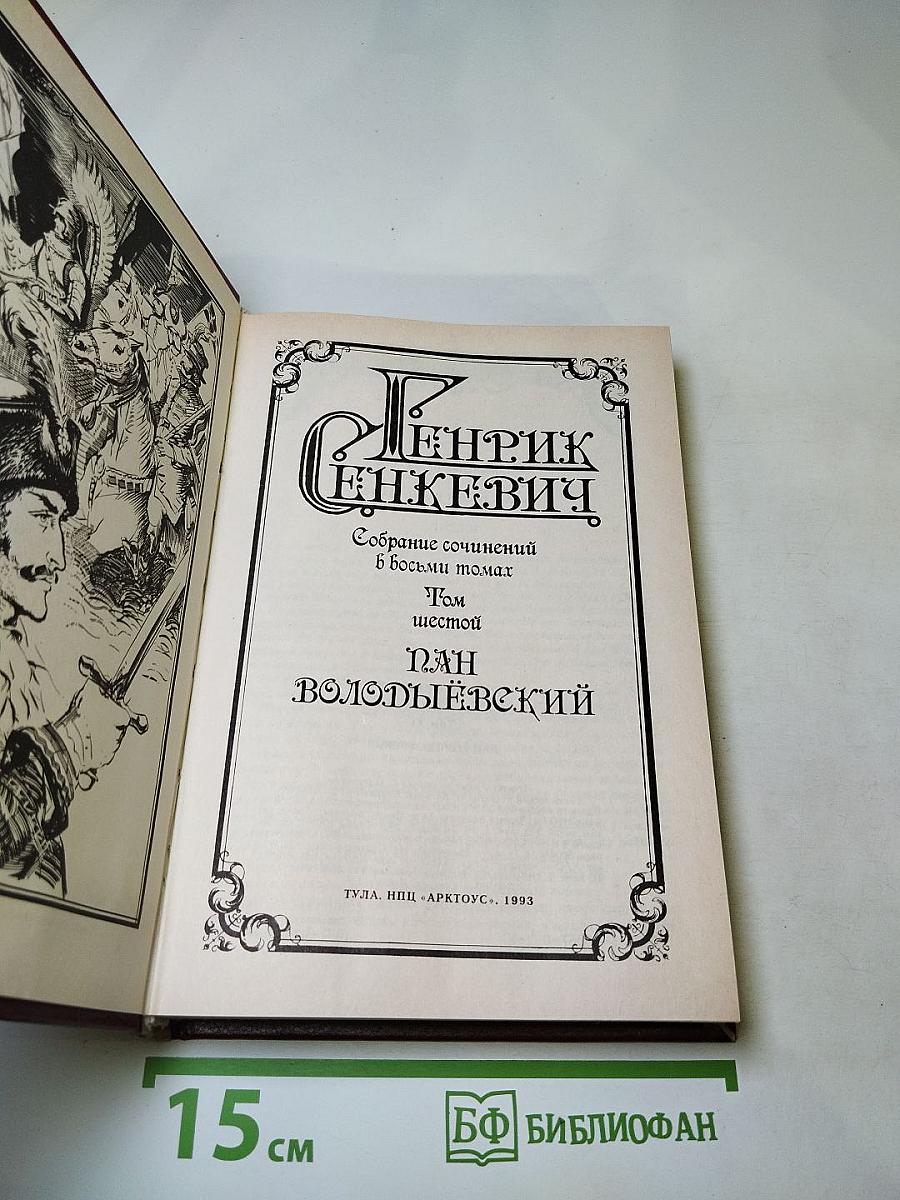 Генрик
Сенкевич
Собрание сочинений
в восьми томах
Том
шестой
ПАН
ВОЛОДЫЁВСКИЙ
ТУЛА. НПЦ «АРКТОУС». 1993
15 см
БФ БИБЛИОФАН